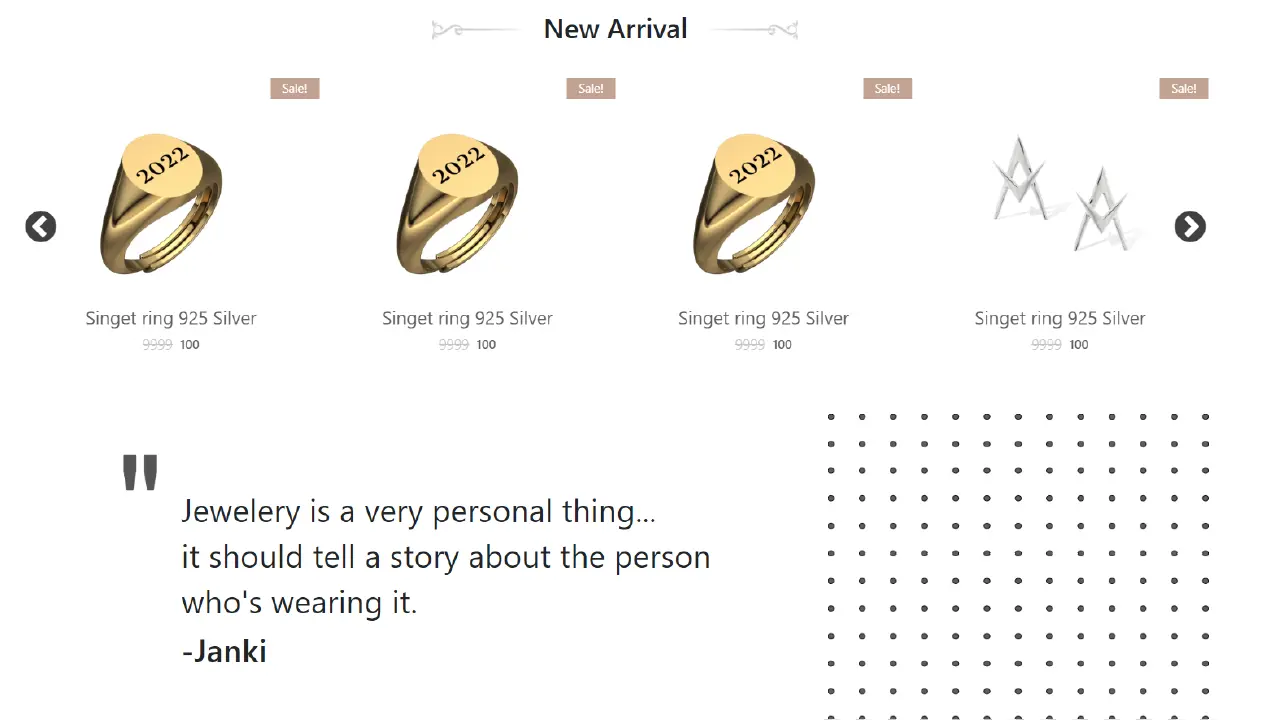 New Arrival
Sale! Sale! Sale! Sale!
2022 2022 2022
Singet ring 925 Silver Singet ring 925 Silver Singet ring 925 Silver Singet ring 925 Silver
9999 100 9999 100 9999 100 9999 100
"
Jewelery is a very personal thing...
it should tell a story about the person
who's wearing it.
-Janki